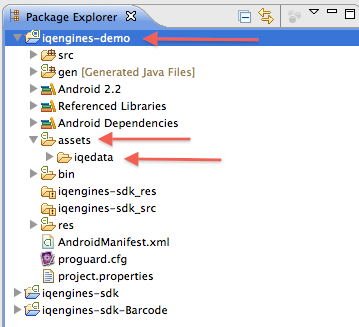 Package Explorer
iqengines-demo
src
gen [Generated Java Files]
Android 2.2
Referenced Libraries
Android Dependencies
assets
iqedata
bin
iqengines-sdk_res
iqengines-sdk_src
res
AndroidManifest.xml
proguard.cfg
project.properties
iqengines-sdk
iqengines-sdk-Barcode